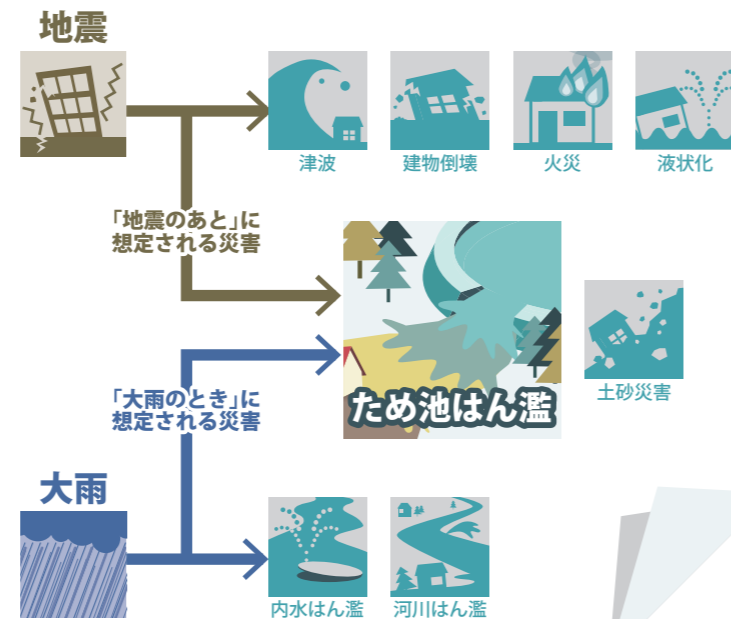 地震
津波
建物倒壊
火災
液状化
「地震のあと」に
想定される災害
ため池はん濫
土砂災害
「大雨のとき」に
想定される災害
大雨
内水はん濫
河川はん濫